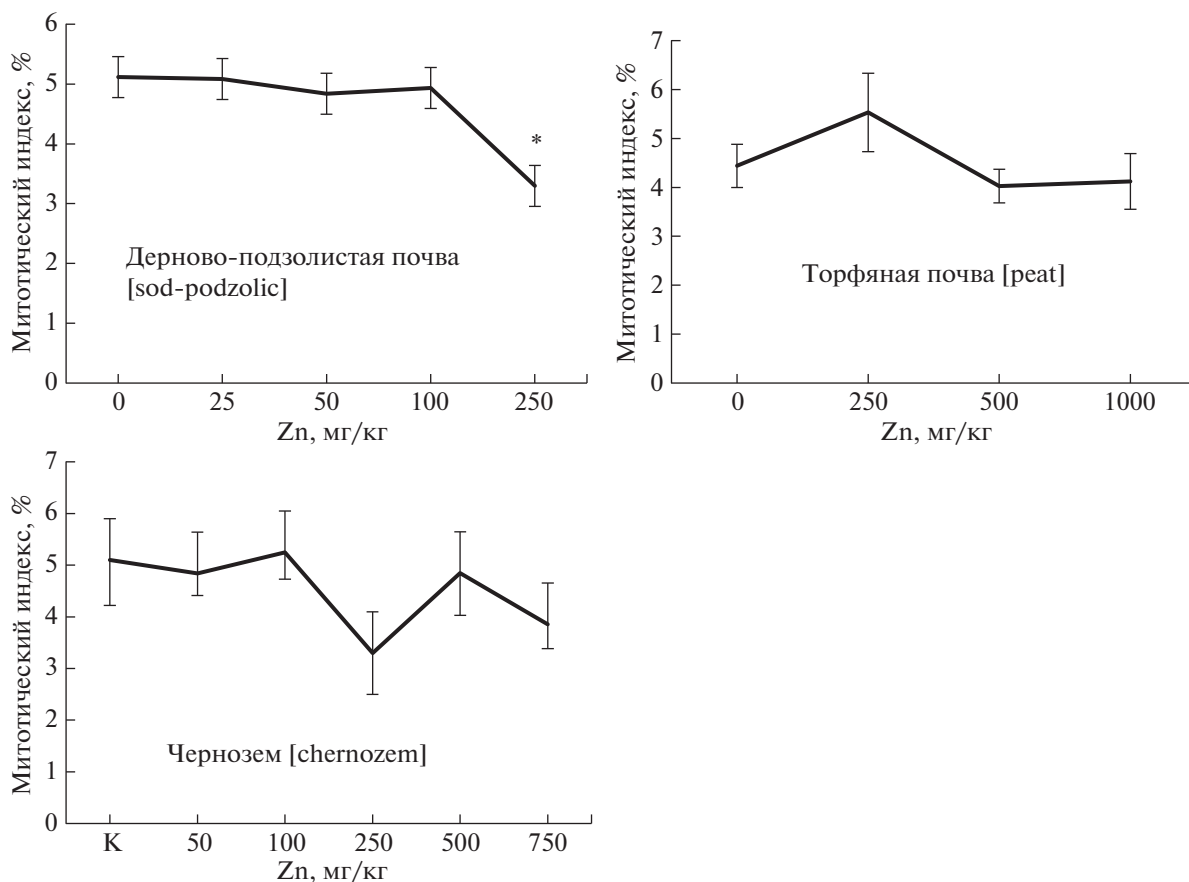 Митотический индекс, %
6
5
4
3
2
1
0
*
Дерново-подзолистая почва
[sod-podzolic]
0 25 50 100 250
Zn, мг/кг
Митотический индекс, %
7
6
5
4
3
2
1
0
Торфяная почва [peat]
0 250 500 1000
Zn, мг/кг
Митотический индекс, %
7
6
5
4
3
2
1
0
Чернозем [chernozem]
К 50 100 250 500 750
Zn, мг/кг